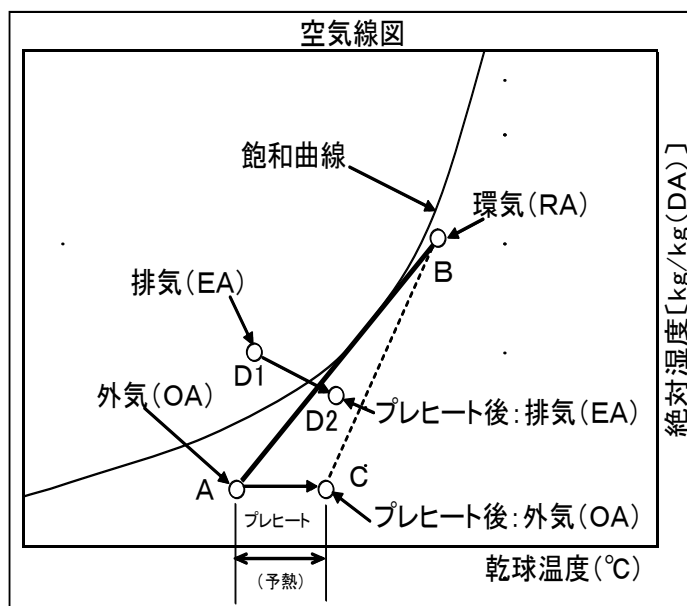 空気線図
飽和曲線
環気(RA)
B
排気(EA)
D1
外気(OA)
D2
プレヒート後:排気(EA)
A
C
プレヒート後:外気(OA)
プレヒート
(予熱)
乾球温度(℃)
絶対湿度[kg/kg(DA)]